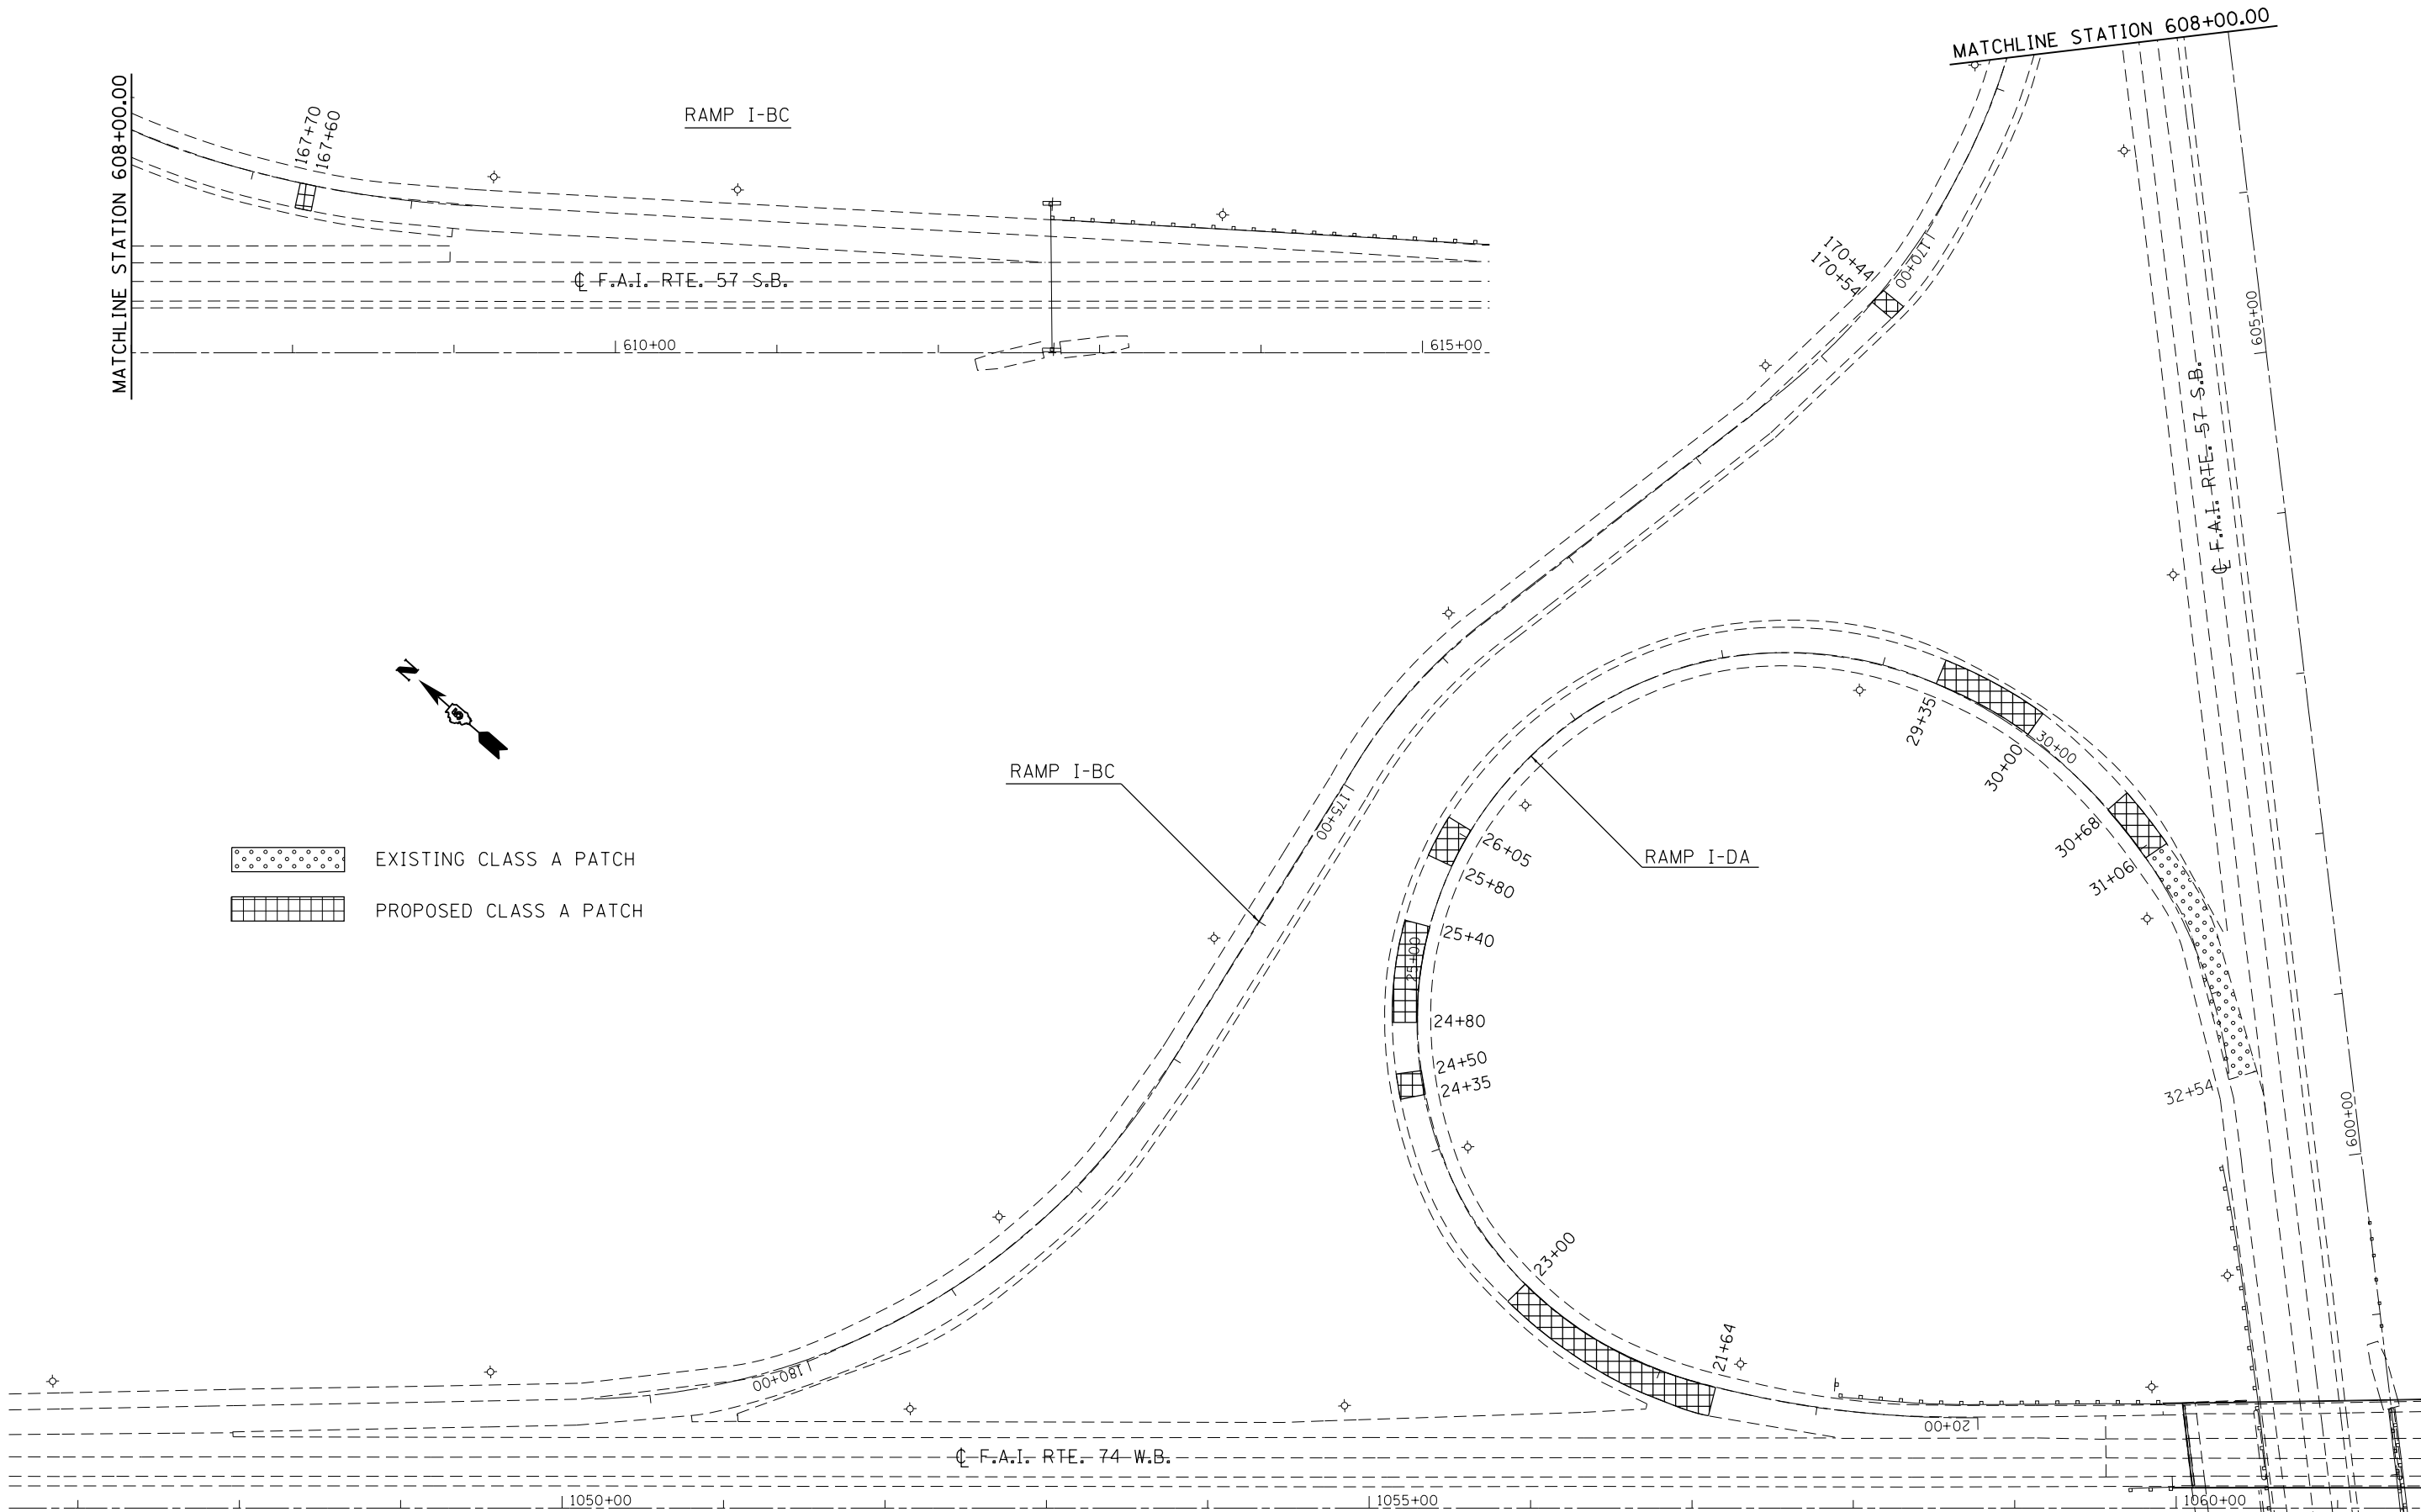 MATCHLINE STATION 608+00.00
MATCHLINE STATION 608+00.00
RAMP I-BC
167+70
167+60
℄ F.A.I. RTE. 57 S.B.
610+00
615+00
170+44
170+54
170+00
605+00
℄ F.A.I. RTE. 57 S.B.
N
5
RAMP I-BC
175+00
EXISTING CLASS A PATCH
PROPOSED CLASS A PATCH
RAMP I-DA
29+35
30+00
30+00
30+68
31+06
26+05
25+80
25+40
25+00
24+80
24+50
24+35
32+54
600+00
23+00
21+64
180+00
120+00
℄ F.A.I. RTE. 74 W.B.
1050+00
1055+00
1060+00